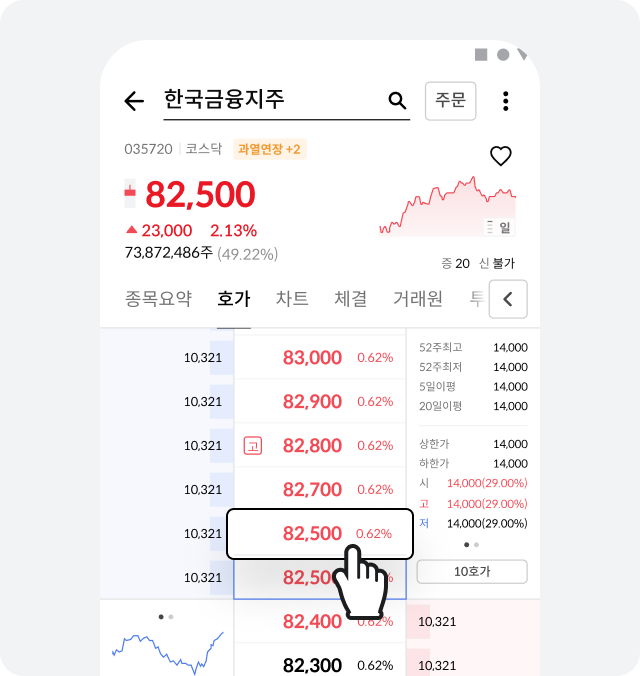 한국금융지주 주문
035720 코스닥 과열연장 +2
82,500
23,000 2.13%
73,872,486주 (49.22%)
일
증 20 신 불가
종목요약 호가 차트 체결 거래원 투
10,321 83,000 0.62%
10,321 82,900 0.62%
10,321 고 82,800 0.62%
10,321 82,700 0.62%
10,321 82,500 0.62%
10,321 82,50
82,400 0.62% 10,321
82,300 0.62% 10,321
52주최고 14,000
52주최저 14,000
5일이평 14,000
20일이평 14,000
상한가 14,000
하한가 14,000
시 14,000(29.00%)
고 14,000(29.00%)
저 14,000(29.00%)
10호가